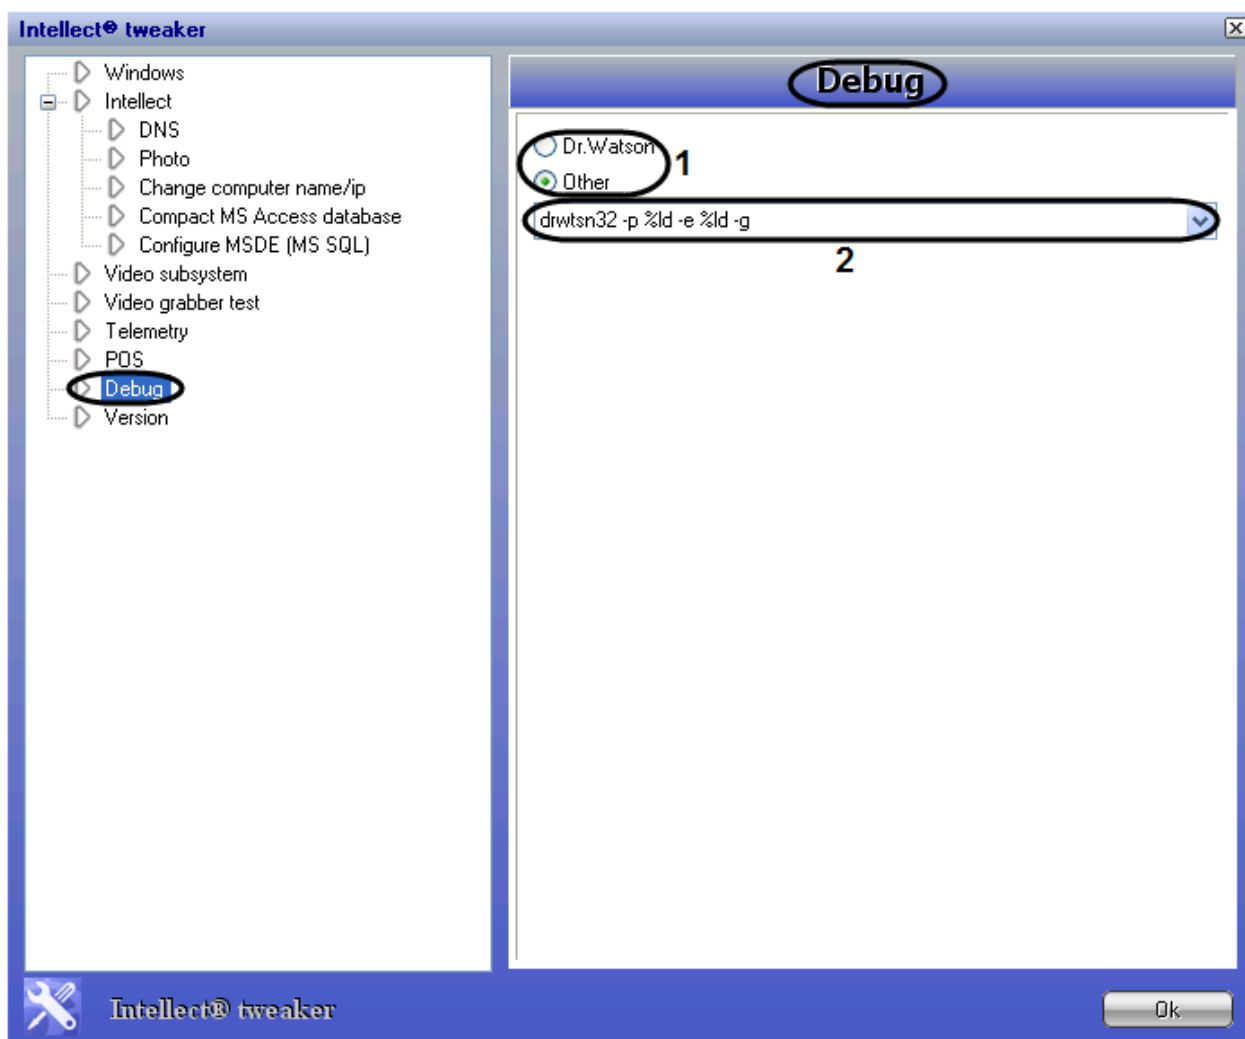 Intellect® tweaker
Windows
Intellect
DNS
Photo
Change computer name/ip
Compact MS Access database
Configure MSDE (MS SQL)
Video subsystem
Video grabber test
Telemetry
POS
Debug
Version
Debug
Dr.Watson
1
Other
drwtsn32 -p %ld -e %ld -g
2
Intellect® tweaker
Ok